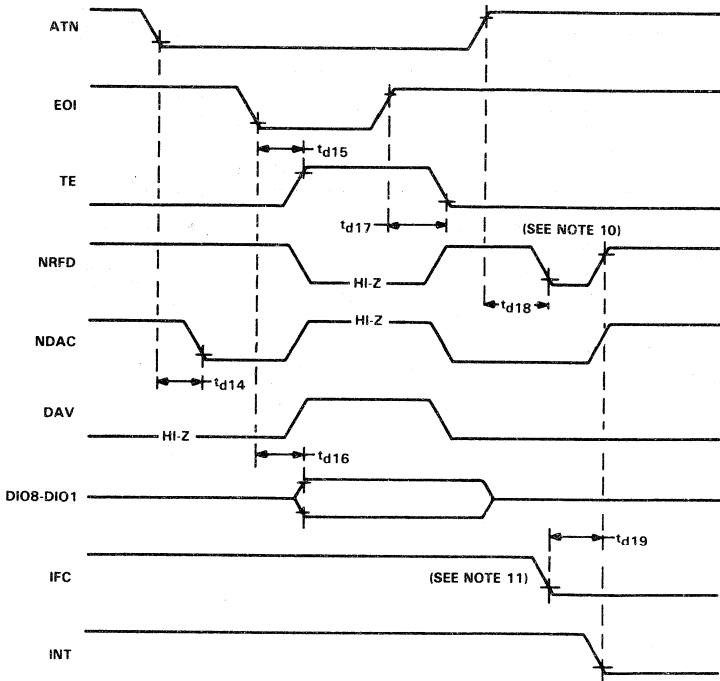 ATN
EOI
td15
TE
td17
(SEE NOTE 10)
NRFD
HI-Z
td18
HI-Z
NDAC
td14
DAV
HI-Z
td16
DIO8-DIO1
td19
IFC
(SEE NOTE 11)
INT